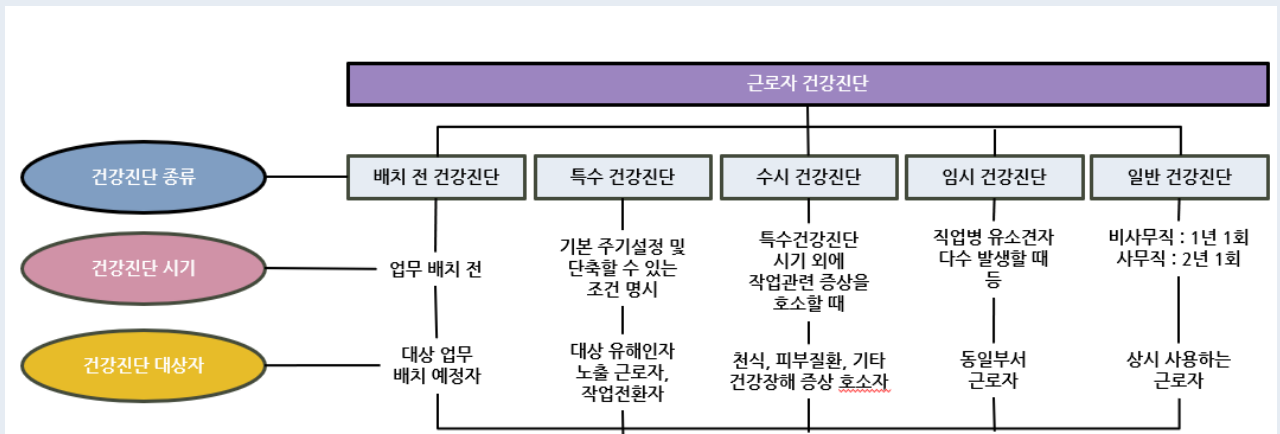 근로자 건강진단
건강진단 종류
배치 전 건강진단
특수 건강진단
수시 건강진단
임시 건강진단
일반 건강진단
건강진단 시기
업무 배치 전
기본 주기설정 및
단축할 수 있는
조건 명시
특수건강진단
시기 외에
작업관련 증상을
호소할 때
직업병 유소견자
다수 발생할 때
등
비사무직 : 1년 1회
사무직 : 2년 1회
건강진단 대상자
대상 업무
배치 예정자
대상 유해인자
노출 근로자,
작업전환자
천식, 피부질환, 기타
건강장해 증상 호소자
동일부서
근로자
상시 사용하는
근로자